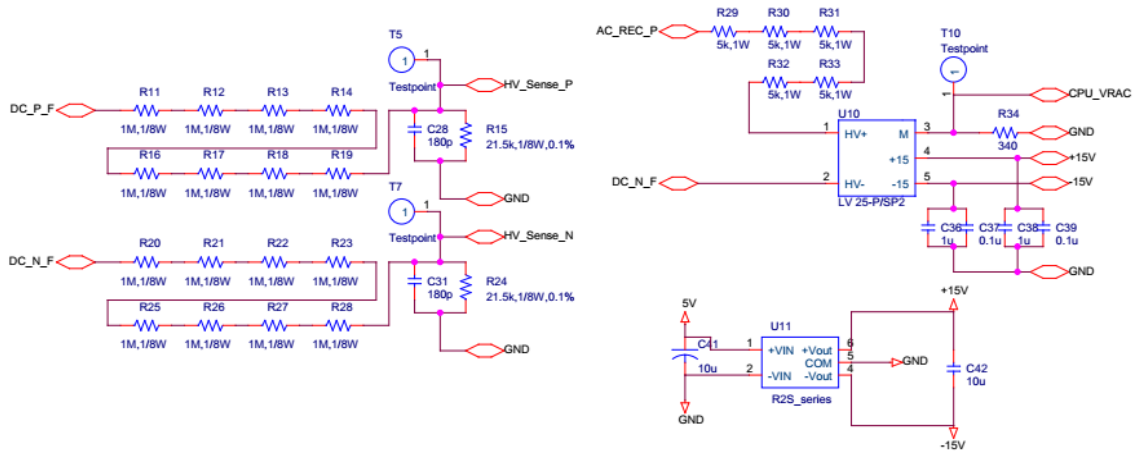 T5
1
1
Testpoint
HV_Sense_P
DC_P_F
R11
R12
R13
R14
1M,1/8W
1M,1/8W
1M,1/8W
1M,1/8W
C28
180p
R15
21.5k,1/8W,0.1%
R16
R17
R18
R19
1M,1/8W
1M,1/8W
1M,1/8W
1M,1/8W
GND
T7
1
1
Testpoint
HV_Sense_N
DC_N_F
R20
R21
R22
R23
1M,1/8W
1M,1/8W
1M,1/8W
1M,1/8W
C31
180p
R24
21.5k,1/8W,0.1%
R25
R26
R27
R28
1M,1/8W
1M,1/8W
1M,1/8W
1M,1/8W
GND
R29
R30
R31
AC_REC_P
5k,1W
5k,1W
5k,1W
R32
R33
5k,1W
5k,1W
T10
Testpoint
1
1
CPU_VRAC
U10
R34
1
HV+
M
3
GND
340
+15
4
+15V
DC_N_F
2
HV-
-15
5
-15V
LV 25-P/SP2
C36
1u
C37
0.1u
C38
1u
C39
0.1u
GND
5V
+15V
U11
C41
10u
1
+VIN
+Vout
6
COM
5
GND
2
-VIN
-Vout
4
C42
10u
R2S_series
GND
-15V